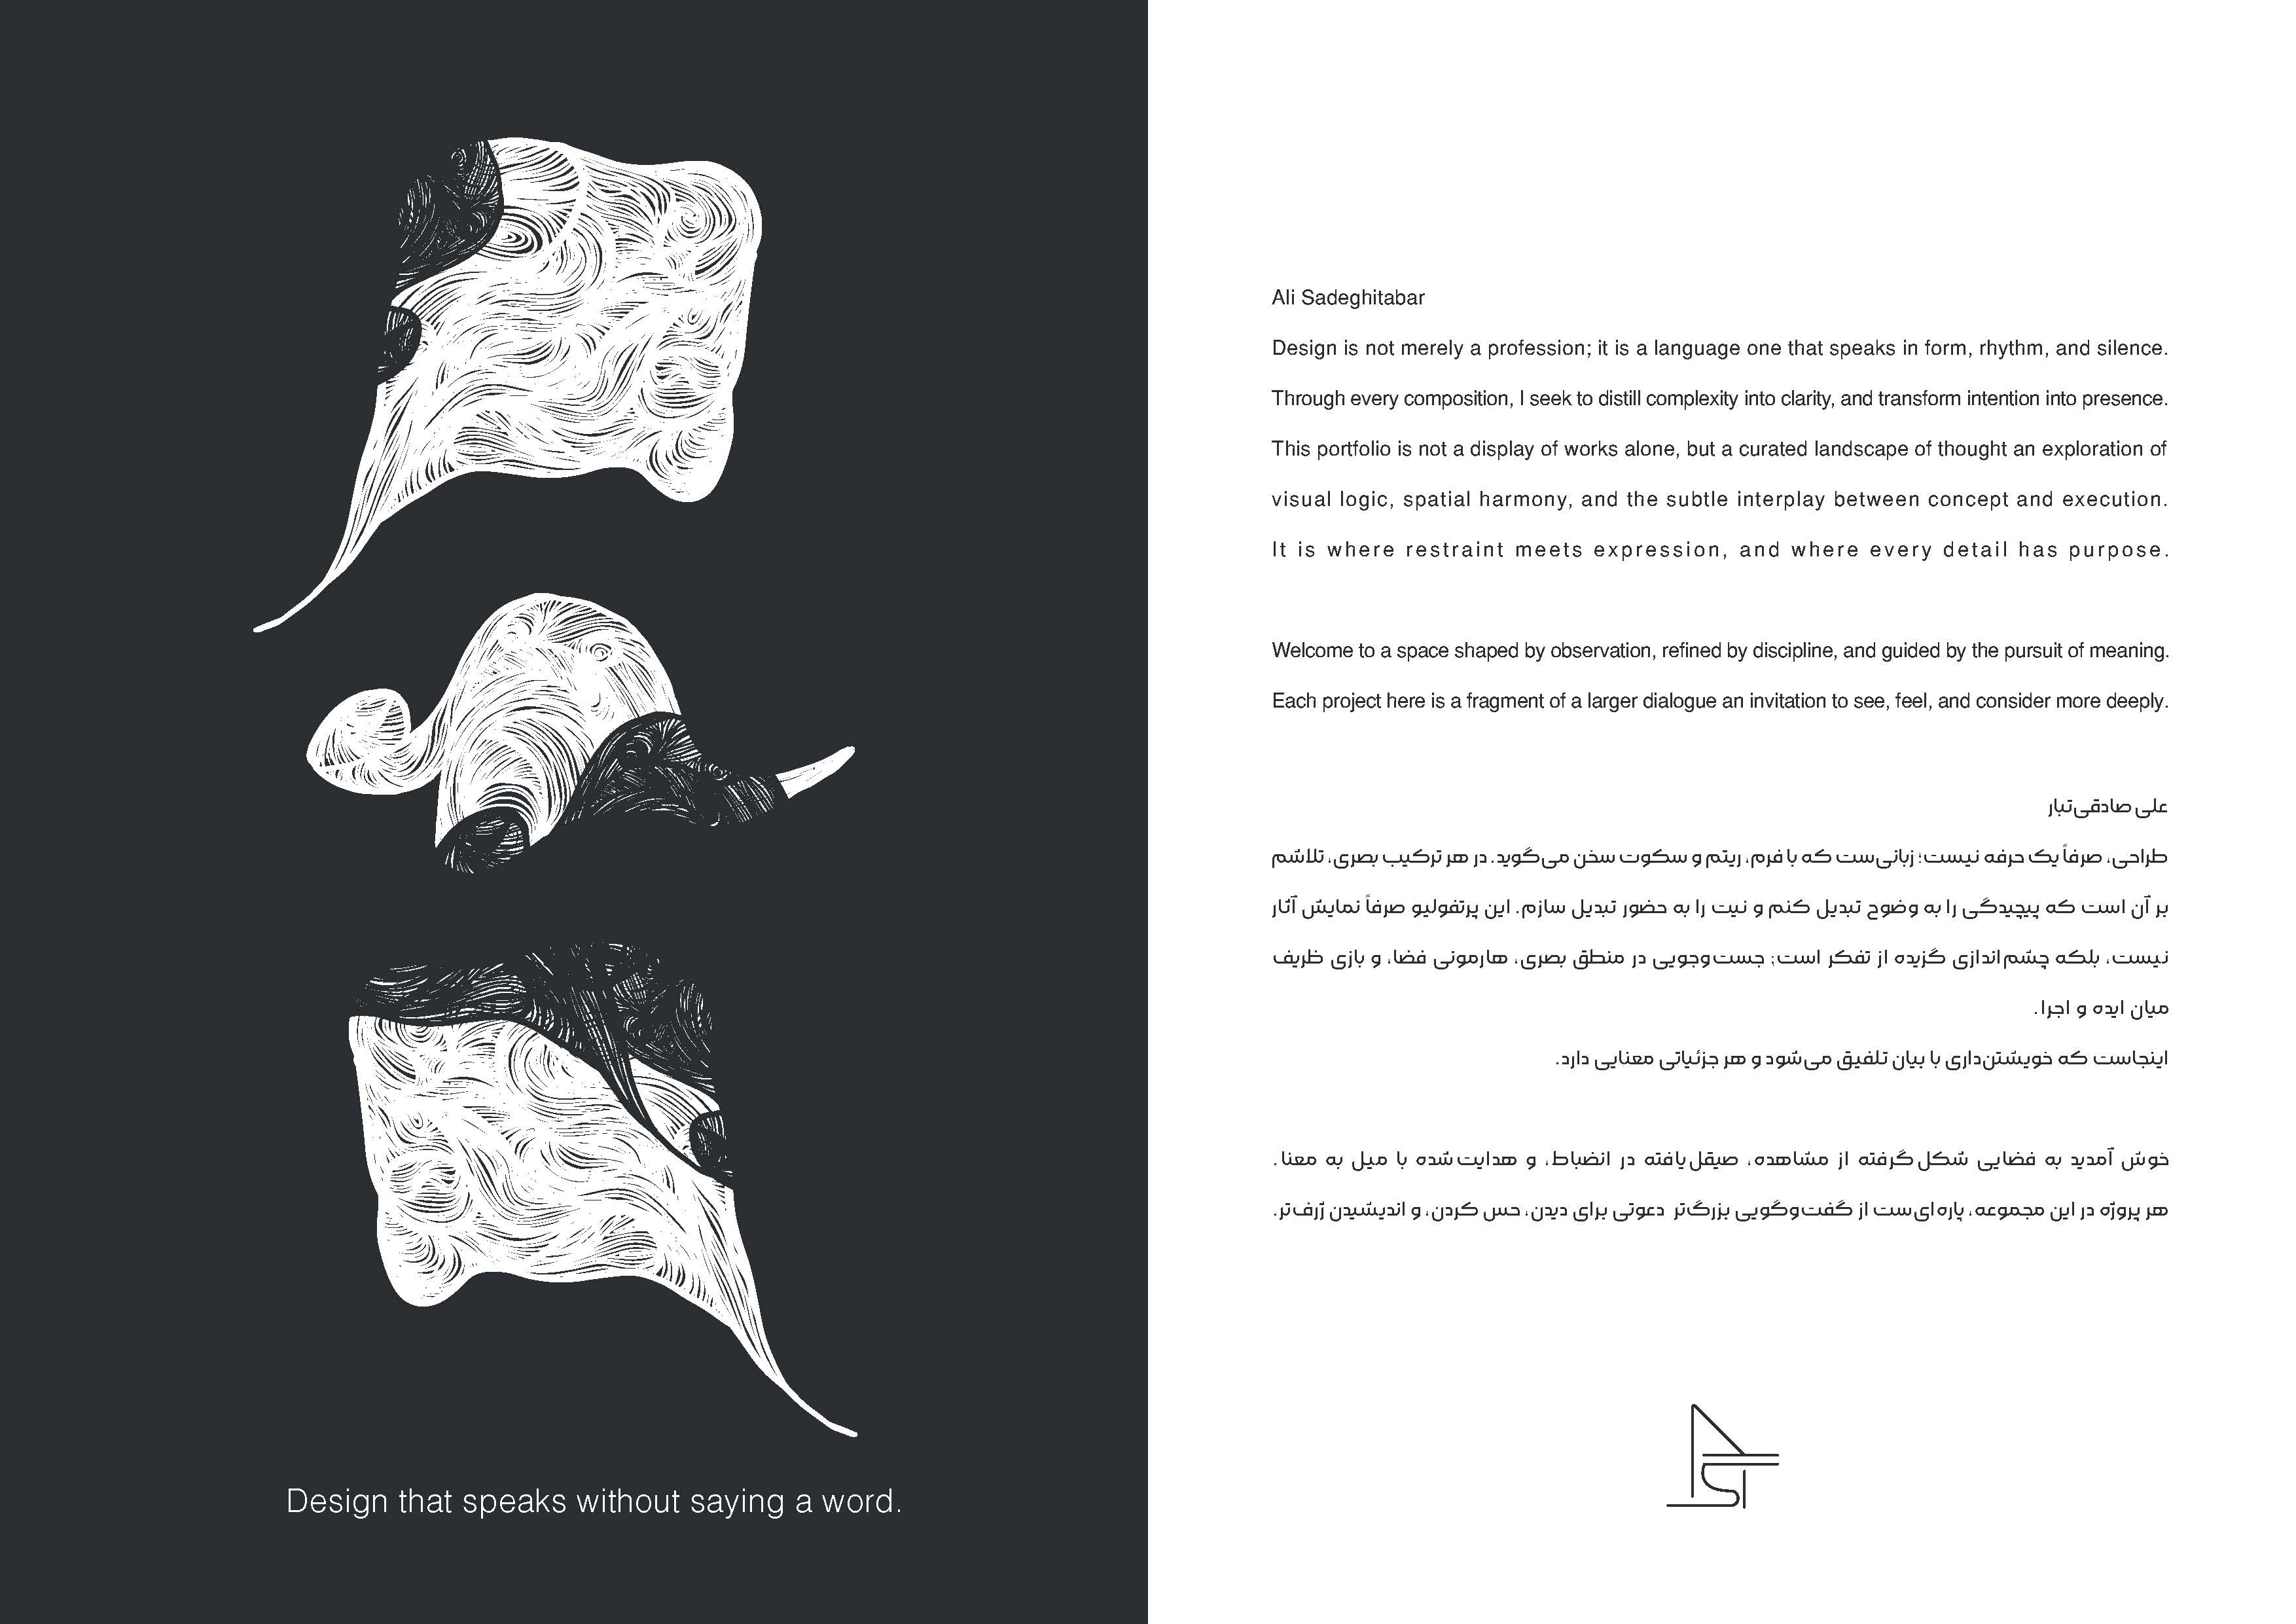 Design that speaks without saying a word.
Ali Sadeghitabar
Design is not merely a profession; it is a language one that speaks in form, rhythm, and silence.
Through every composition, I seek to distill complexity into clarity, and transform intention into presence.
This portfolio is not a display of works alone, but a curated landscape of thought an exploration of
visual logic, spatial harmony, and the subtle interplay between concept and execution.
It is where restraint meets expression, and where every detail has purpose.
Welcome to a space shaped by observation, refined by discipline, and guided by the pursuit of meaning.
Each project here is a fragment of a larger dialogue an invitation to see, feel, and consider more deeply.
علی صادقی‌تبار
طراحی، صرفاً یک حرفه نیست؛ زبانی‌ست که با فرم، ریتم و سکوت سخن می‌گوید. در هر ترکیب بصری، تلاشم
بر آن است که پیچیدگی را به وضوح تبدیل کنم و نیت را به حضور تبدیل سازم. این پرتفولیو صرفاً نمایش آثار
نیست، بلکه چشم‌اندازی گزیده از تفکر است; جست‌وجویی در منطق بصری، هارمونی فضا، و بازی ظریف
میان ایده و اجرا.
اینجاست که خویشتن‌داری با بیان تلفیق می‌شود و هر جزئیاتی معنایی دارد.
خوش آمدید به فضایی شکل‌گرفته از مشاهده، صیقل‌یافته در انضباط، و هدایت‌شده با میل به معنا.
هر پروژه در این مجموعه، پاره‌ای‌ست از گفت‌وگویی بزرگ‌تر دعوتی برای دیدن، حس کردن، و اندیشیدن ژرف‌تر.